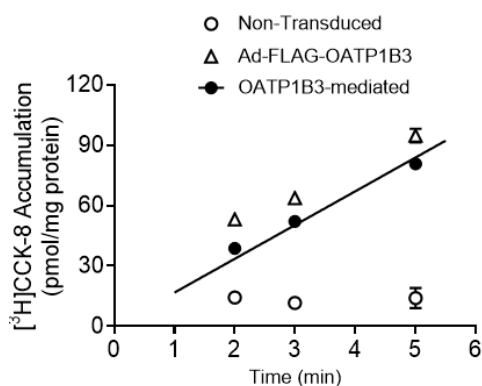 Non-Transduced
Ad-FLAG-OATP1B3
OATP1B3-mediated
[³H]CCK-8 Accumulation
(pmol/mg protein)
120
90
60
30
0
0 1 2 3 4 5 6
Time (min)